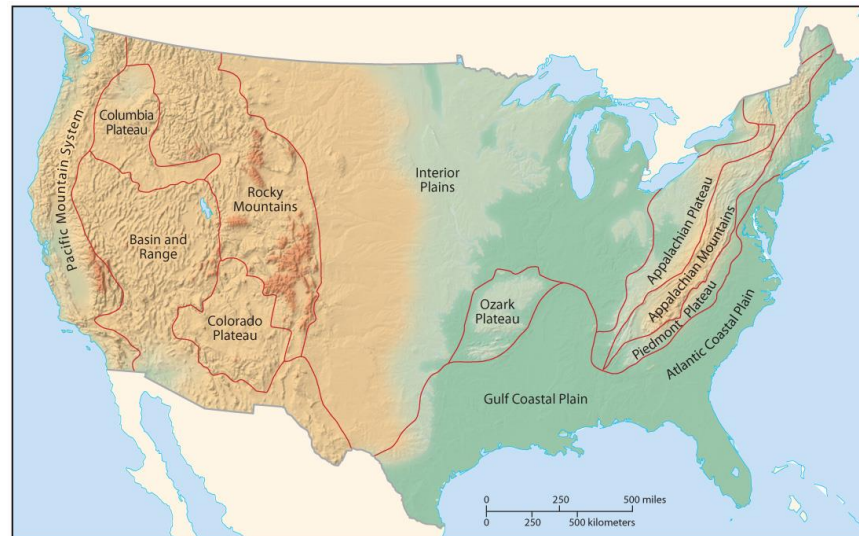 Columbia
Plateau
Pacific Mountain System
Rocky
Mountains
Interior
Plains
Basin and
Range
Colorado
Plateau
Ozark
Plateau
Appalachian Plateau
Appalachian Mountains
Piedmont Plateau
Atlantic Coastal Plain
Gulf Coastal Plain
0 250 500 miles
0 250 500 kilometers